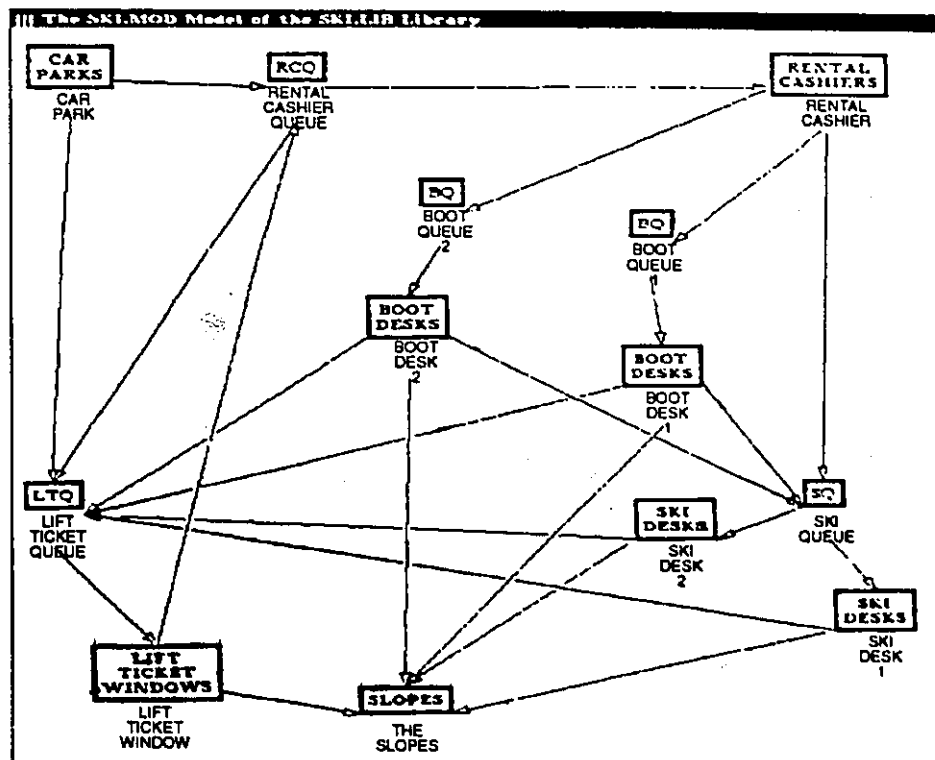 The SKI.MOD Model of the SKI.LIB Library
CAR
PARKS
CAR
PARK
RCQ
RENTAL
CASHIER
QUEUE
RENTAL
CASHIERS
RENTAL
CASHIER
BQ
BOOT
QUEUE
2
BQ
BOOT
QUEUE
1
BOOT
DESKS
BOOT
DESK
2
BOOT
DESKS
BOOT
DESK
1
LTQ
LIFT
TICKET
QUEUE
SKI
DESKS
SKI
DESK
2
SQ
SKI
QUEUE
SKI
DESKS
SKI
DESK
1
LIFT
TICKET
WINDOWS
LIFT
TICKET
WINDOW
SLOPES
THE
SLOPES